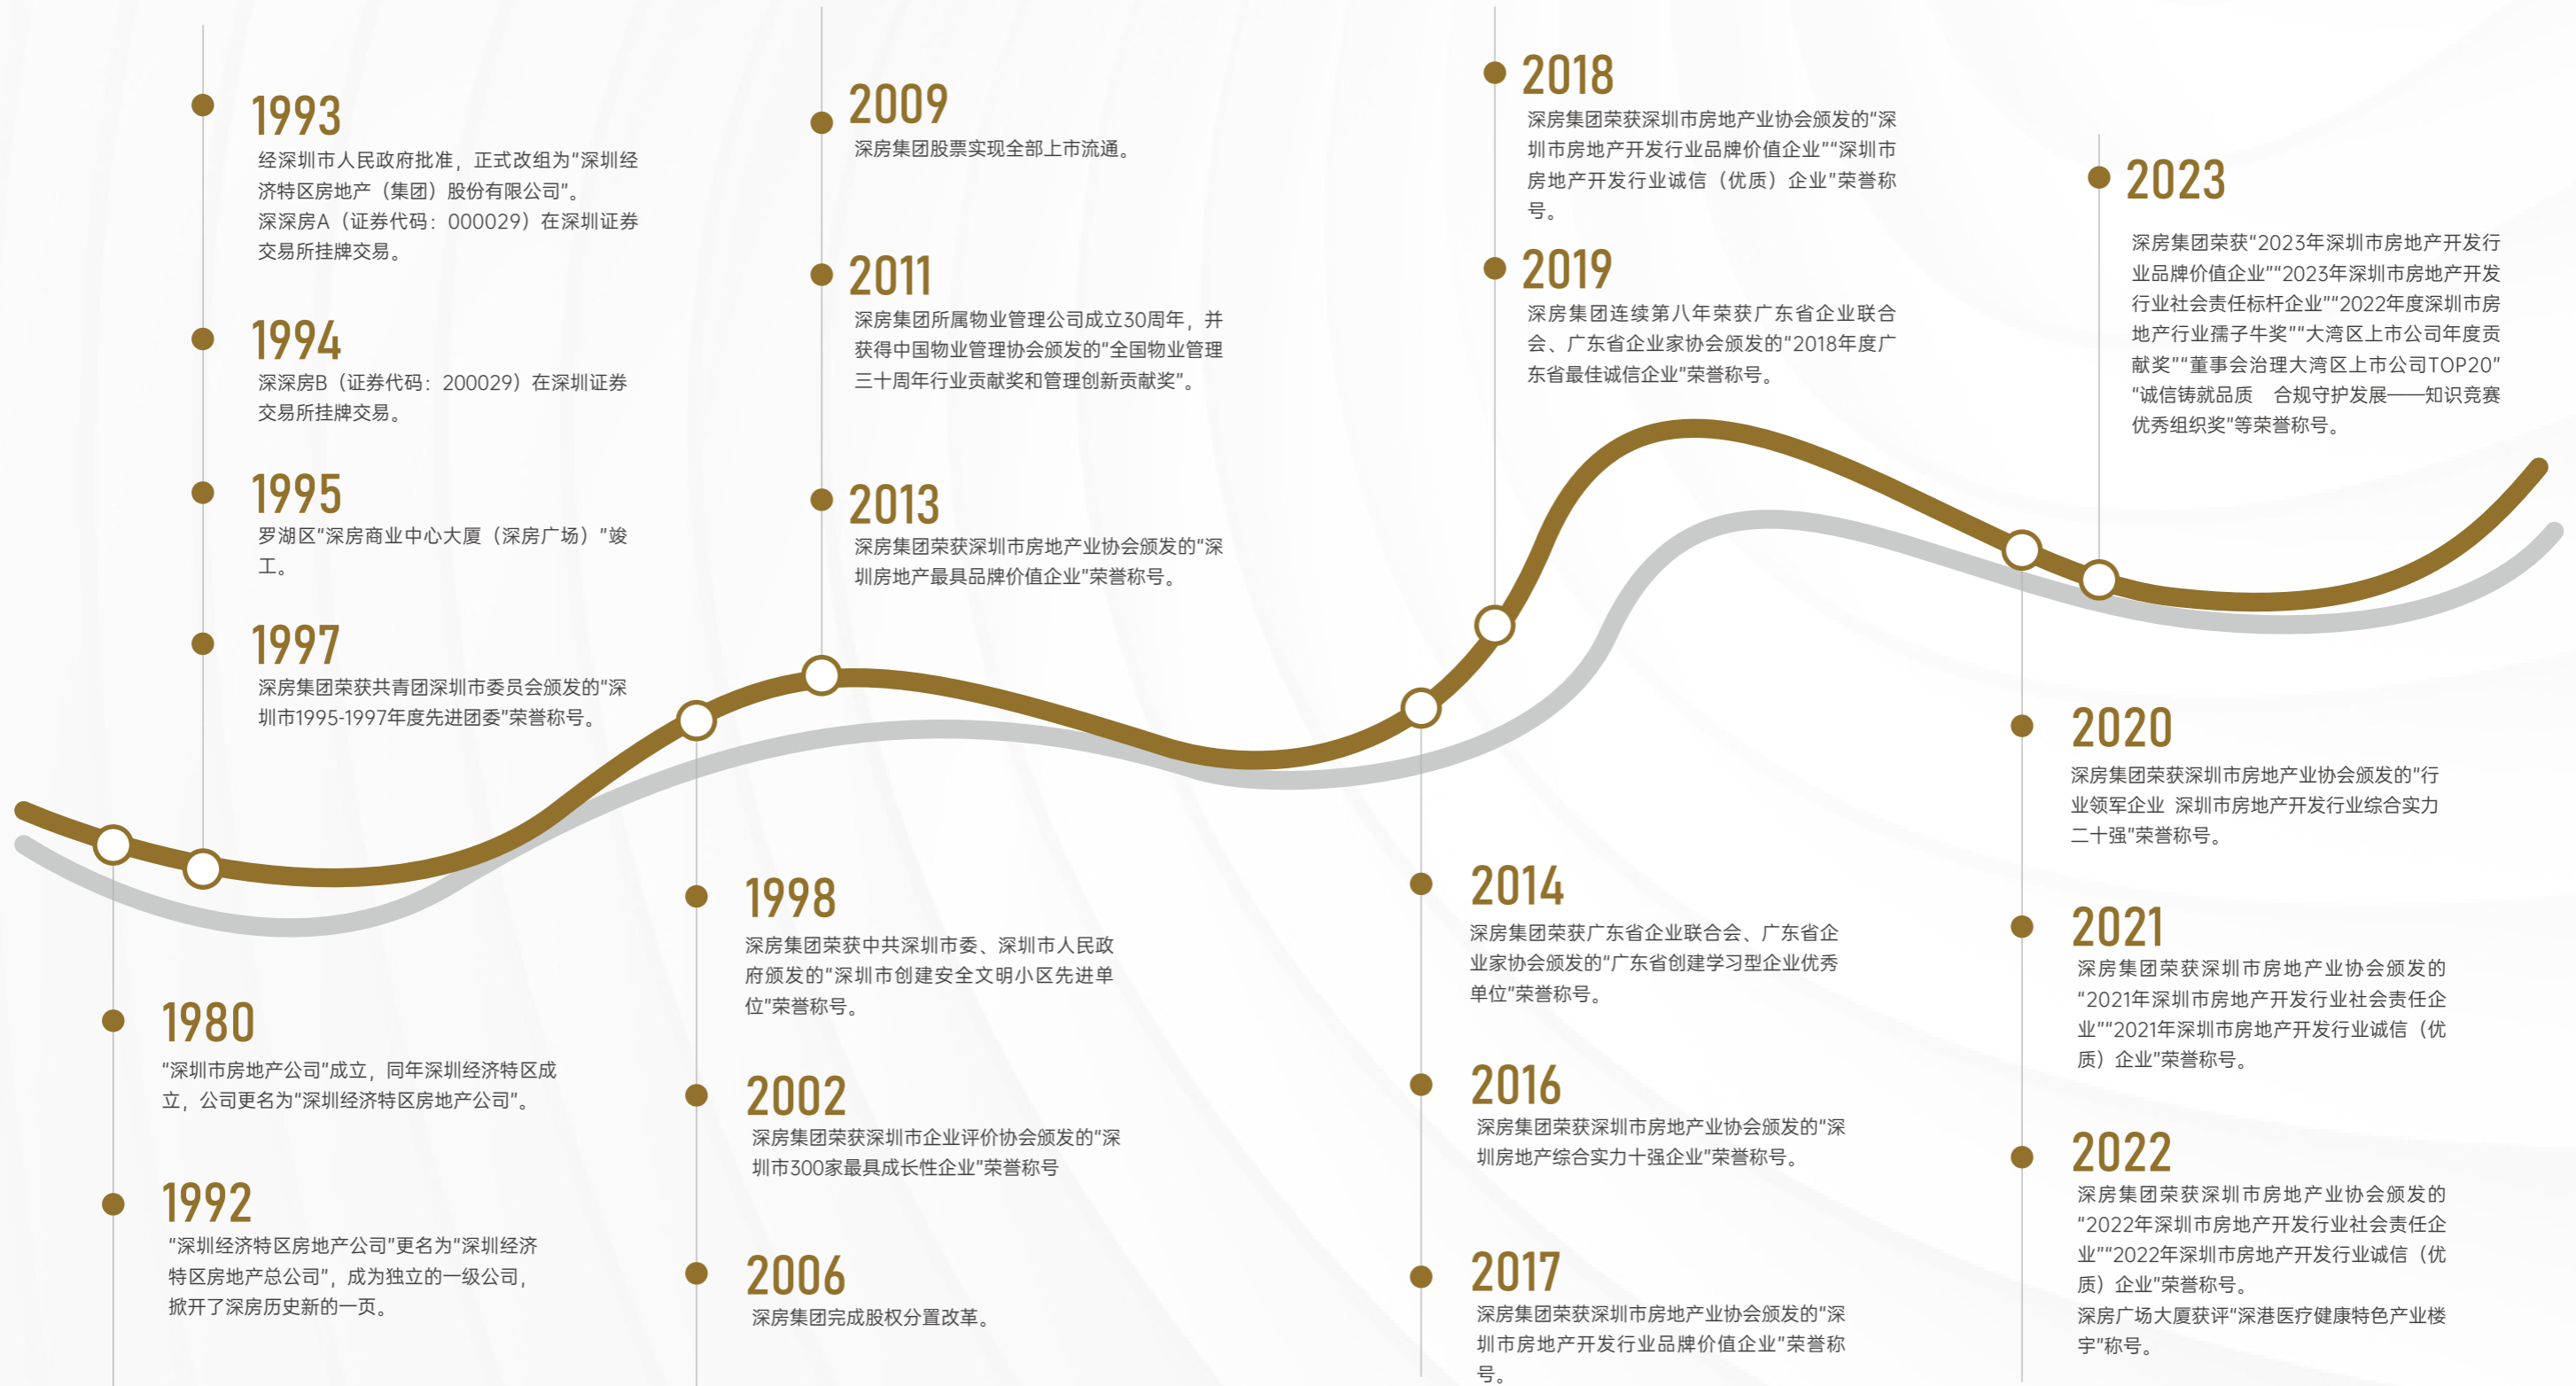 1993
经深圳市人民政府批准，正式改组为“深圳经
济特区房地产（集团）股份有限公司”。
深深房A（证券代码：000029）在深圳证券
交易所挂牌交易。
1994
深深房B（证券代码：200029）在深圳证券
交易所挂牌交易。
1995
罗湖区“深房商业中心大厦（深房广场）”竣
工。
1997
深房集团荣获共青团深圳市委员会颁发的“深
圳市1995-1997年度先进团委”荣誉称号。
2009
深房集团股票实现全部上市流通。
2011
深房集团所属物业管理公司成立30周年，并
获得中国物业管理协会颁发的“全国物业管理
三十周年行业贡献奖和管理创新贡献奖”。
2013
深房集团荣获深圳市房地产业协会颁发的“深
圳房地产最具品牌价值企业”荣誉称号。
2018
深房集团荣获深圳市房地产业协会颁发的“深
圳市房地产开发行业品牌价值企业”“深圳市
房地产开发行业诚信（优质）企业”荣誉称
号。
2019
深房集团连续第八年荣获广东省企业联合
会、广东省企业家协会颁发的“2018年度广
东省最佳诚信企业”荣誉称号。
2023
深房集团荣获“2023年深圳市房地产开发行
业品牌价值企业”“2023年深圳市房地产开发
行业社会责任标杆企业”“2022年度深圳市房
地产行业孺子牛奖”“大湾区上市公司年度贡
献奖”“董事会治理大湾区上市公司TOP20”
“诚信铸就品质　合规守护发展——知识竞赛
优秀组织奖”等荣誉称号。
1980
“深圳市房地产公司”成立，同年深圳经济特区成
立，公司更名为“深圳经济特区房地产公司”。
1992
“深圳经济特区房地产公司”更名为“深圳经济
特区房地产总公司”，成为独立的一级公司，
掀开了深房历史新的一页。
1998
深房集团荣获中共深圳市委、深圳市人民政
府颁发的“深圳市创建安全文明小区先进单
位”荣誉称号。
2002
深房集团荣获深圳市企业评价协会颁发的“深
圳市300家最具成长性企业”荣誉称号
2006
深房集团完成股权分置改革。
2014
深房集团荣获广东省企业联合会、广东省企
业家协会颁发的“广东省创建学习型企业优秀
单位”荣誉称号。
2016
深房集团荣获深圳市房地产业协会颁发的“深
圳房地产综合实力十强企业”荣誉称号。
2017
深房集团荣获深圳市房地产业协会颁发的“深
圳市房地产开发行业品牌价值企业”荣誉称
号。
2020
深房集团荣获深圳市房地产业协会颁发的“行
业领军企业 深圳市房地产开发行业综合实力
二十强”荣誉称号。
2021
深房集团荣获深圳市房地产业协会颁发的
“2021年深圳市房地产开发行业社会责任企
业”“2021年深圳市房地产开发行业诚信（优
质）企业”荣誉称号。
2022
深房集团荣获深圳市房地产业协会颁发的
“2022年深圳市房地产开发行业社会责任企
业”“2022年深圳市房地产开发行业诚信（优
质）企业”荣誉称号。
深房广场大厦获评“深港医疗健康特色产业楼
宇”称号。